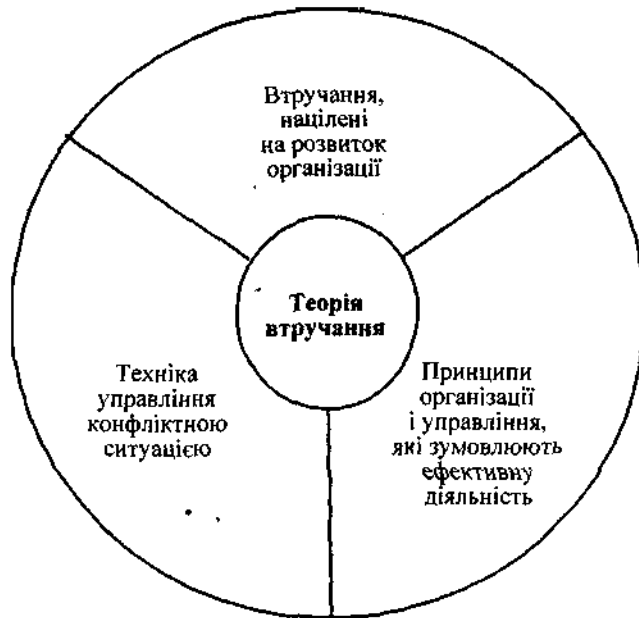 Втручання,
націлені
на розвиток
організації
Теорія
втручання
Техніка
управління
конфліктною
ситуацією
Принципи
організації
і управління,
які зумовлюють
ефективну
діяльність